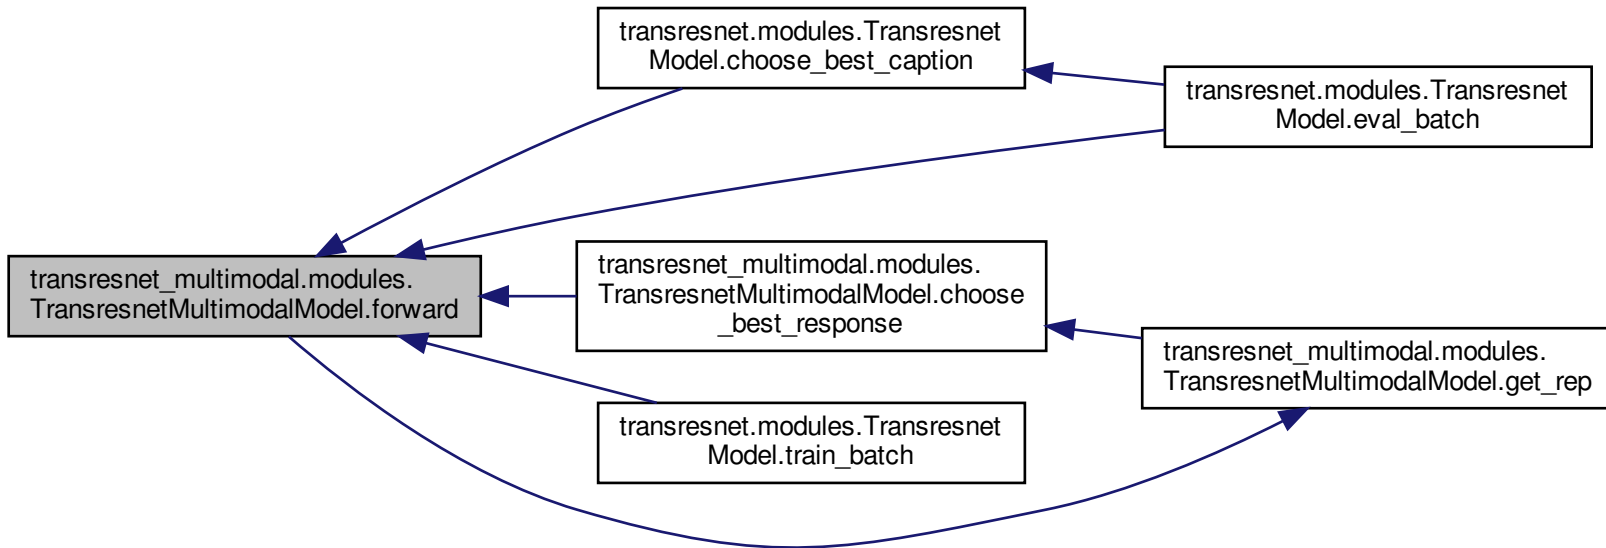 transresnet.modules.Transresnet
Model.choose_best_caption
transresnet.modules.Transresnet
Model.eval_batch
transresnet_multimodal.modules.
TransresnetMultimodalModel.forward
transresnet_multimodal.modules.
TransresnetMultimodalModel.choose
_best_response
transresnet_multimodal.modules.
TransresnetMultimodalModel.get_rep
transresnet.modules.Transresnet
Model.train_batch